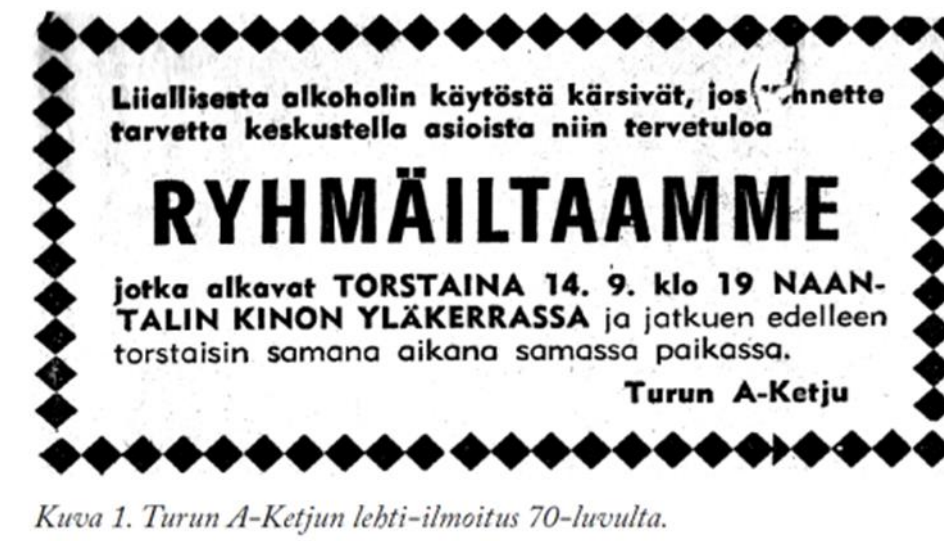 Liiallisesta alkoholin käytöstä kärsivät, jos
tarvetta keskustella asioista niin tervetuloa
RYHMÄILTAAMME
jotka alkavat TORSTAINA 14. 9. klo 19 NAAN-
TALIN KINON YLÄKERRASSA ja jatkuen edelleen
torstaisin samana aikana samassa paikassa.
Turun A-Ketju
Kuva 1. Turun A-Ketjun lehti-ilmoitus 70-luvulta.